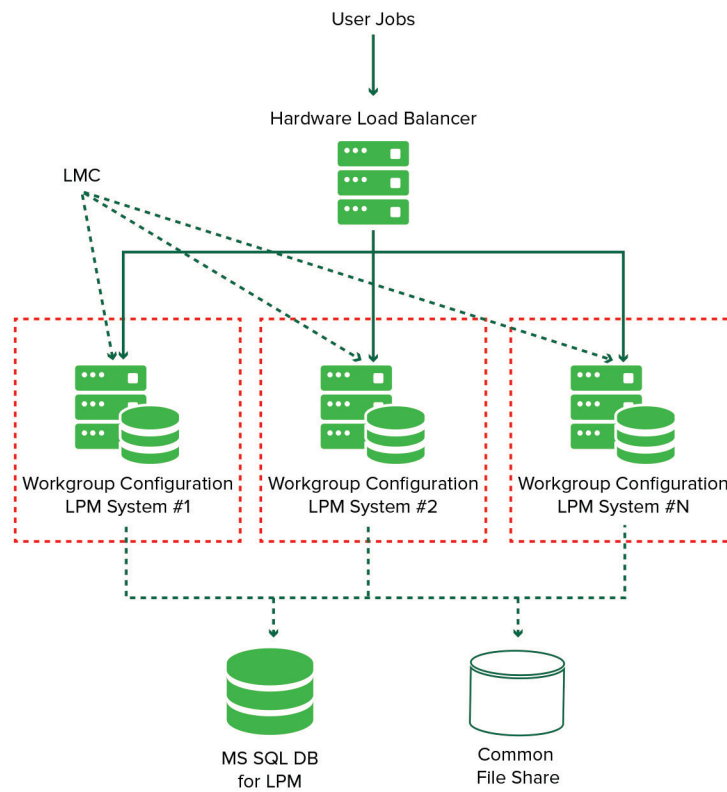 User Jobs
Hardware Load Balancer
LMC
Workgroup Configuration
LPM System #1
Workgroup Configuration
LPM System #2
Workgroup Configuration
LPM System #N
MS SQL DB
for LPM
Common
File Share